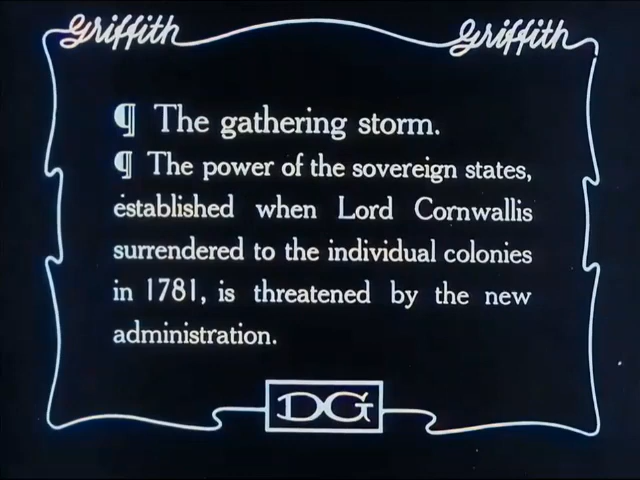 Griffith Griffith
¶ The gathering storm.
¶ The power of the sovereign states,
established when Lord Cornwallis
surrendered to the individual colonies
in 1781, is threatened by the new
administration.
DG